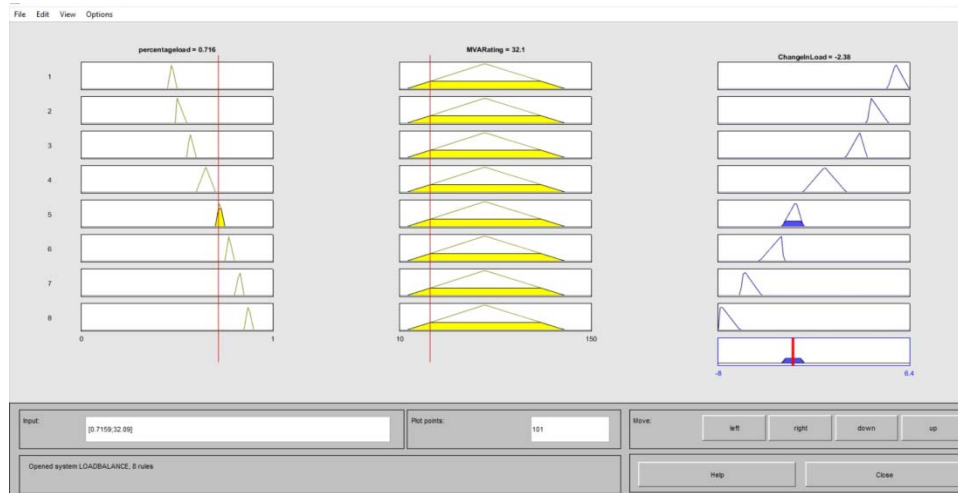 File Edit View Options
percentageload = 0.716
MVARating = 32.1
ChangeInLoad = -2.38
1
2
3
4
5
6
7
8
0 1
10 150
-8 6.4
Input: [0.7159;32.09]
Plot points: 101
Move: left right down up
Opened system LOADBALANCE, 8 rules
Help Close